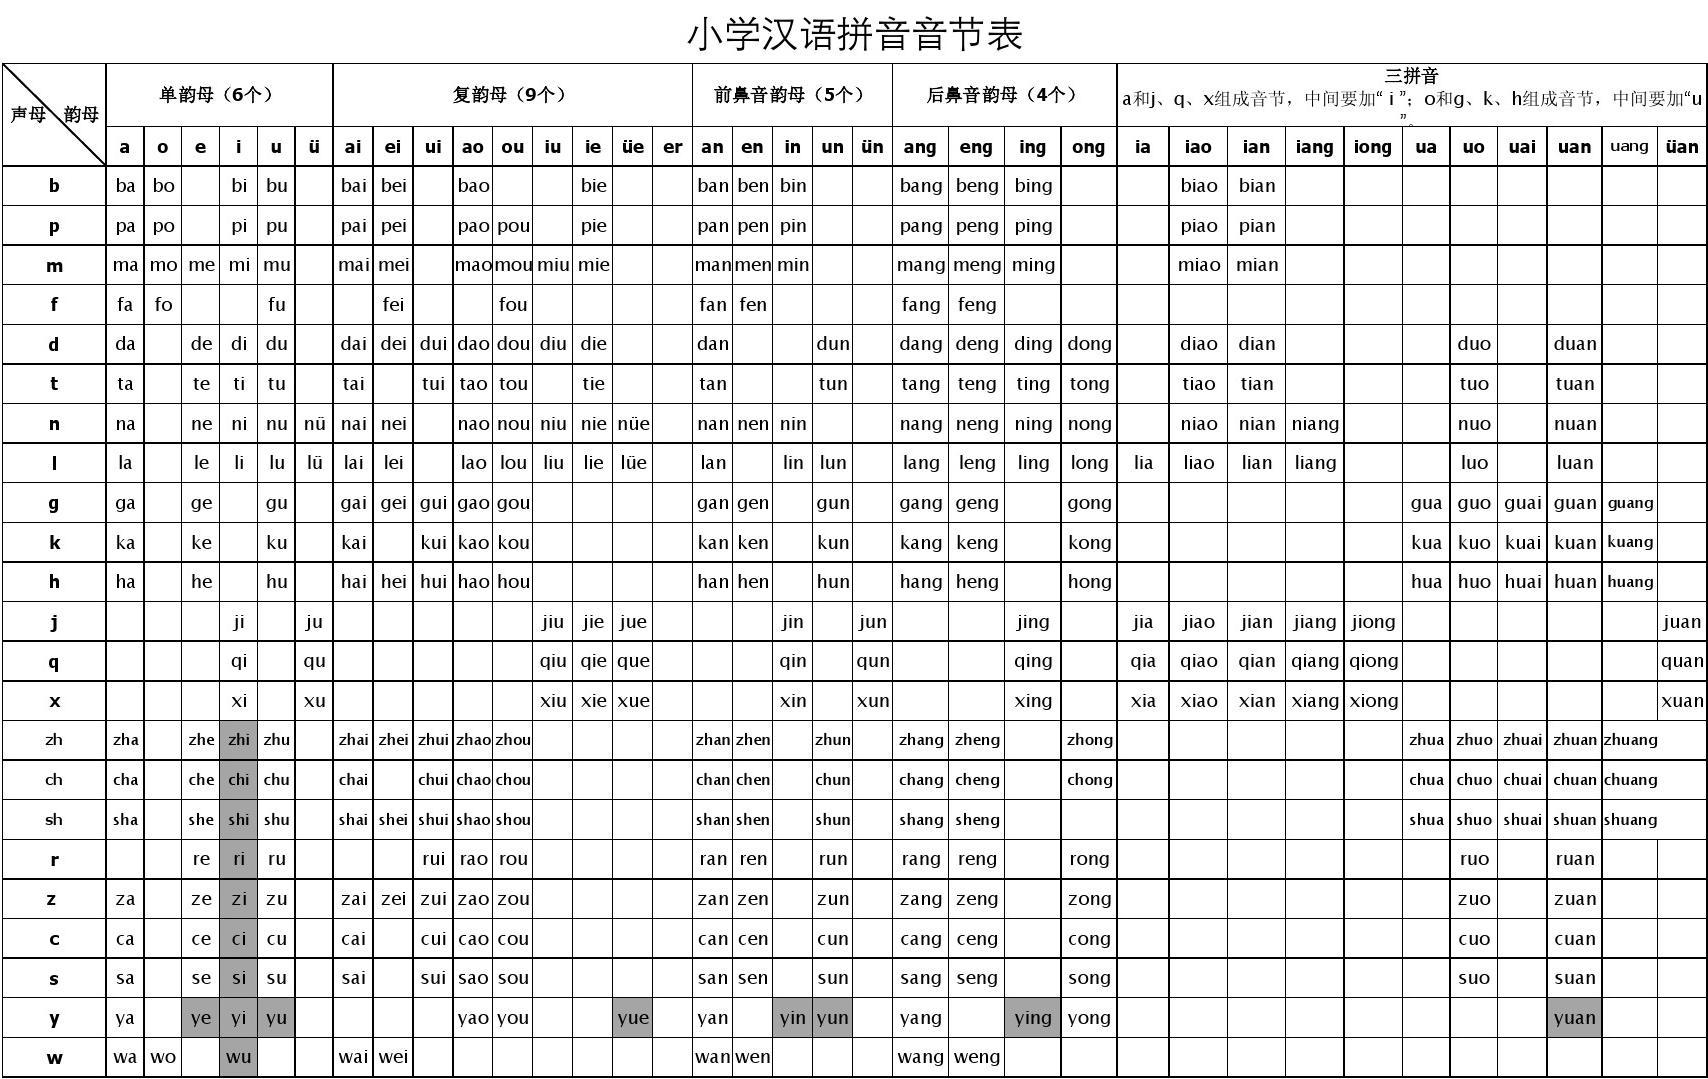 小学汉语拼音音节表
声母 韵母 单韵母（6个） 复韵母（9个） 前鼻音韵母（5个） 后鼻音韵母（4个） 三拼音
a和j、q、x组成音节，中间要加“ i ”；o和g、k、h组成音节，中间要加“u
”。
a o e i u ü ai ei ui ao ou iu ie üe er an en in un ün ang eng ing ong ia iao ian iang iong ua uo uai uan uang üan
b ba bo bi bu bai bei bao bie ban ben bin bang beng bing biao bian
p pa po pi pu pai pei pao pou pie pan pen pin pang peng ping piao pian
m ma mo me mi mu mai mei mao mou miu mie man men min mang meng ming miao mian
f fa fo fu fei fou fan fen fang feng
d da de di du dai dei dui dao dou diu die dan dun dang deng ding dong diao dian duo duan
t ta te ti tu tai tui tao tou tie tan tun tang teng ting tong tiao tian tuo tuan
n na ne ni nu nü nai nei nao nou niu nie nüe nan nen nin nang neng ning nong niao nian niang nuo nuan
l la le li lu lü lai lei lao lou liu lie lüe lan lin lun lang leng ling long lia liao lian liang luo luan
g ga ge gu gai gei gui gao gou gan gen gun gang geng gong gua guo guai guan guang
k ka ke ku kai kui kao kou kan ken kun kang keng kong kua kuo kuai kuan kuang
h ha he hu hai hei hui hao hou han hen hun hang heng hong hua huo huai huan huang
j ji ju jiu jie jue jin jun jing jia jiao jian jiang jiong juan
q qi qu qiu qie que qin qun qing qia qiao qian qiang qiong quan
x xi xu xiu xie xue xin xun xing xia xiao xian xiang xiong xuan
zh zha zhe zhi zhu zhai zhei zhui zhao zhou zhan zhen zhun zhang zheng zhong zhua zhuo zhuai zhuan zhuang
ch cha che chi chu chai chui chao chou chan chen chun chang cheng chong chua chuo chuai chuan chuang
sh sha she shi shu shai shei shui shao shou shan shen shun shang sheng shua shuo shuai shuan shuang
r re ri ru rui rao rou ran ren run rang reng rong ruo ruan
z za ze zi zu zai zei zui zao zou zan zen zun zang zeng zong zuo zuan
c ca ce ci cu cai cui cao cou can cen cun cang ceng cong cuo cuan
s sa se si su sai sui sao sou san sen sun sang seng song suo suan
y ya ye yi yu yao you yue yan yin yun yang ying yong yuan
w wa wo wu wai wei wan wen wang weng